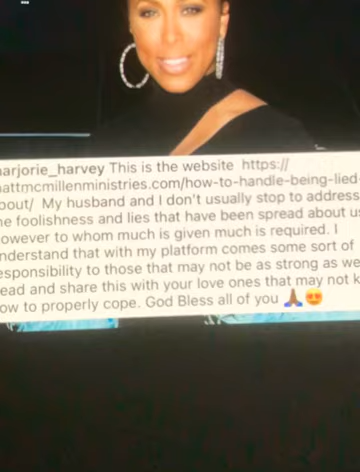 arjorie_harvey This is the website https://
attmcmillenministries.com/how-to-handle-being-lied-
bout/ My husband and I don't usually stop to address
he foolishness and lies that have been spread about us
owever to whom much is given much is required. I
nderstand that with my platform comes some sort of
esponsibility to those that may not be as strong as we
ead and share this with your love ones that may not k
ow to properly cope. God Bless all of you 🙏🏾😍